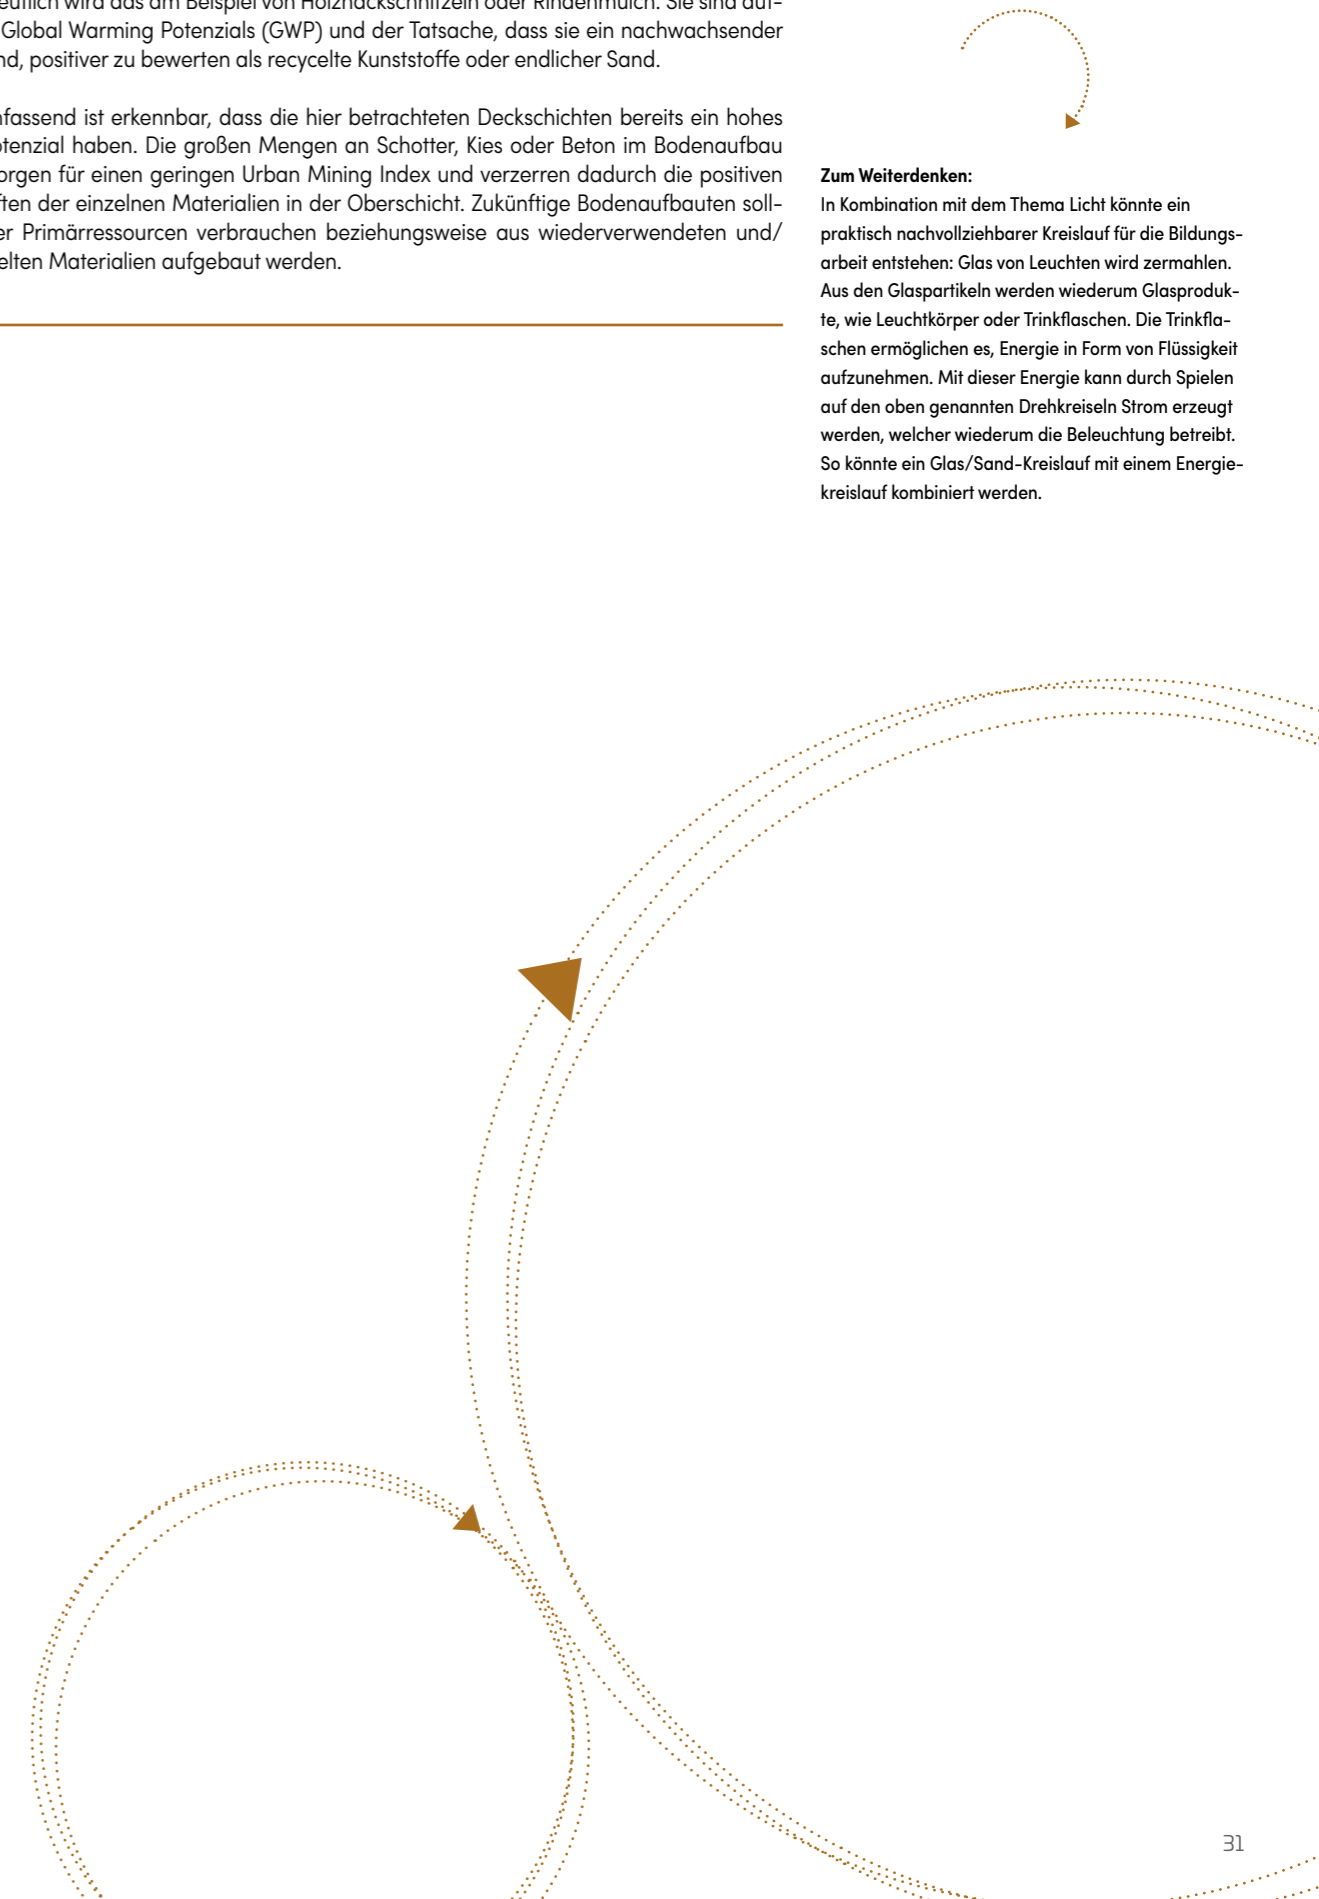 wird das am Beispiel von Holzhackschnitzeln oder Rindenmulch. Sie sind auf-
Global Warming Potenzials (GWP) und der Tatsache, dass sie ein nachwachsender
positiver zu bewerten als recycelte Kunststoffe oder endlicher Sand.
ist erkennbar, dass die hier betrachteten Deckschichten bereits ein hohes
haben. Die großen Mengen an Schotter, Kies oder Beton im Bodenaufbau
für einen geringen Urban Mining Index und verzerren dadurch die positiven
der einzelnen Materialien in der Oberschicht. Zukünftige Bodenaufbauten soll-
Primärressourcen verbrauchen beziehungsweise aus wiederverwendeten und/
Materialien aufgebaut werden.
Zum Weiterdenken:
In Kombination mit dem Thema Licht könnte ein
praktisch nachvollziehbarer Kreislauf für die Bildungs-
arbeit entstehen: Glas von Leuchten wird zermahlen.
Aus den Glaspartikeln werden wiederum Glasproduk-
te, wie Leuchtkörper oder Trinkflaschen. Die Trinkfla-
schen ermöglichen es, Energie in Form von Flüssigkeit
aufzunehmen. Mit dieser Energie kann durch Spielen
auf den oben genannten Drehkreiseln Strom erzeugt
werden, welcher wiederum die Beleuchtung betreibt.
So könnte ein Glas/Sand-Kreislauf mit einem Energie-
kreislauf kombiniert werden.
31